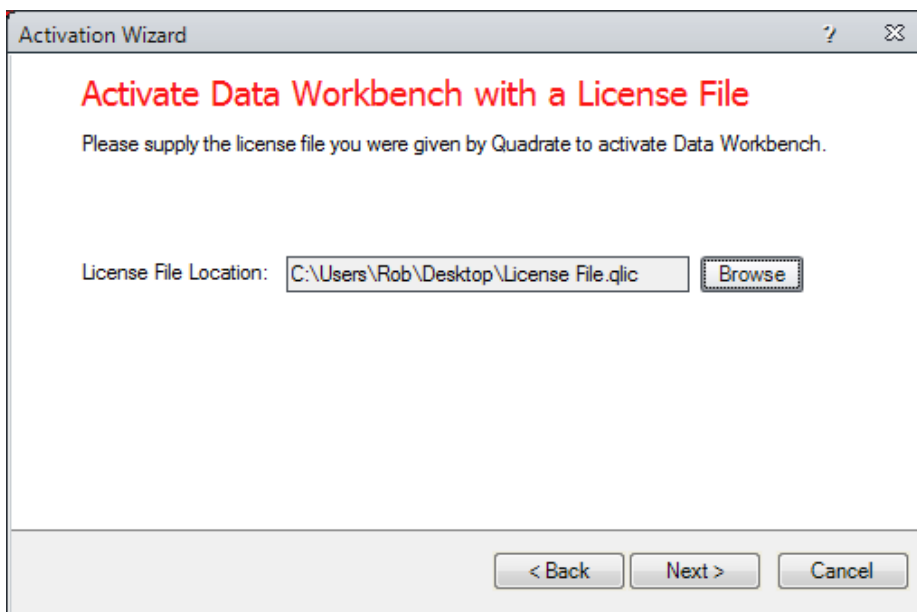 Activation Wizard ?
Activate Data Workbench with a License File
Please supply the license file you were given by Quadrate to activate Data Workbench.
License File Location: C:\Users\Rob\Desktop\License File.qlic Browse
< Back Next > Cancel